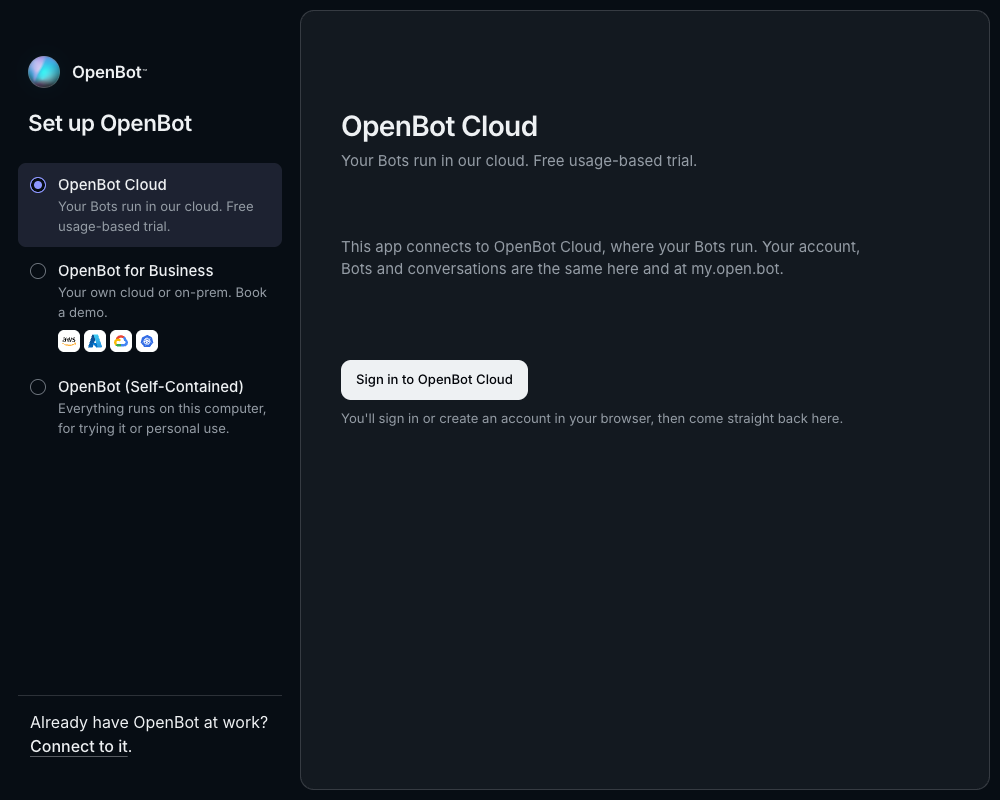 OpenBot™
Set up OpenBot
OpenBot Cloud
Your Bots run in our cloud. Free
usage-based trial.
OpenBot for Business
Your own cloud or on-prem. Book
a demo.
aws
OpenBot (Self-Contained)
Everything runs on this computer,
for trying it or personal use.
Already have OpenBot at work?
Connect to it.
OpenBot Cloud
Your Bots run in our cloud. Free usage-based trial.
This app connects to OpenBot Cloud, where your Bots run. Your account,
Bots and conversations are the same here and at my.open.bot.
Sign in to OpenBot Cloud
You'll sign in or create an account in your browser, then come straight back here.